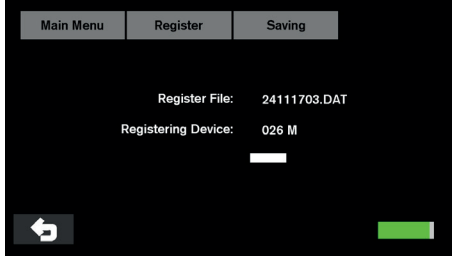 Main Menu Register Saving
Register File: 24111703.DAT
Registering Device: 026 M